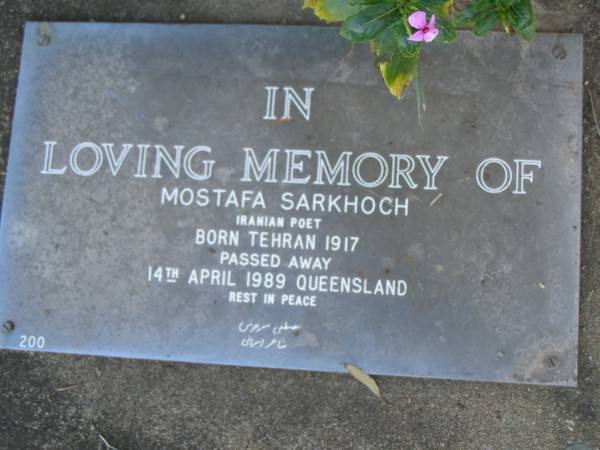 IN
LOVING MEMORY OF
MOSTAFA SARKHOCH
IRANIAN POET
BORN TEHRAN 1917
PASSED AWAY
14TH APRIL 1989 QUEENSLAND
REST IN PEACE
مصطفی سرخوش
شاعر ایرانی
200